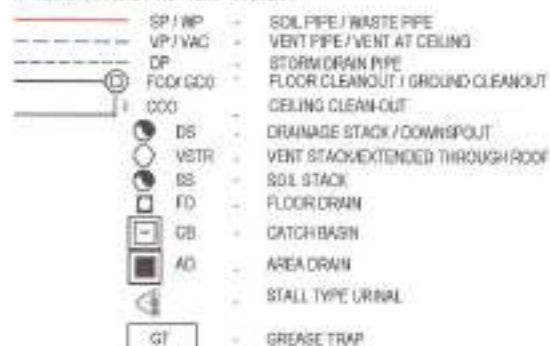 SP / WP - SOIL PIPE / WASTE PIPE
VP / VAC - VENT PIPE / VENT AT CEILING
DP - STORM DRAIN PIPE
FCO/ GCO - FLOOR CLEANOUT / GROUND CLEANOUT
CCO - CEILING CLEAN-OUT
DS - DRAINAGE STACK / DOWNSPOUT
VSTR - VENT STACK/EXTENDED THROUGH ROOF
SS - SOIL STACK
FD - FLOOR DRAIN
CB - CATCH BASIN
AD - AREA DRAIN
- STALL TYPE URINAL
GT - GREASE TRAP